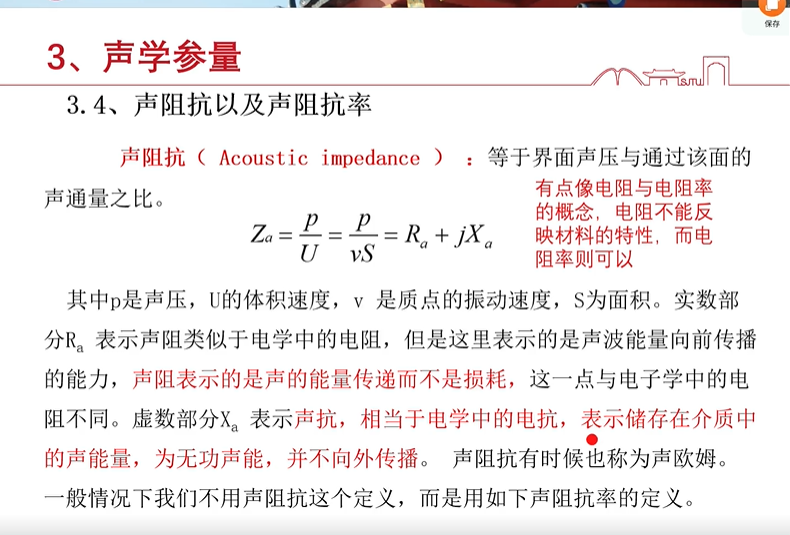 保存
3、声学参量
SJTU
3.4、声阻抗以及声阻抗率
声阻抗（ Acoustic impedance ） ：等于界面声压与通过该面的
声通量之比。
有点像电阻与电阻率
的概念，电阻不能反
映材料的特性，而电
阻率则可以
Za = p/U = p/vS = Ra + jXa
其中p是声压，U的体积速度，v 是质点的振动速度，S为面积。实数部
分Ra 表示声阻类似于电学中的电阻，但是这里表示的是声波能量向前传播
的能力，声阻表示的是声的能量传递而不是损耗，这一点与电子学中的电
阻不同。虚数部分Xa 表示声抗，相当于电学中的电抗，表示储存在介质中
的声能量，为无功声能，并不向外传播。 声阻抗有时候也称为声欧姆。
一般情况下我们不用声阻抗这个定义，而是用如下声阻抗率的定义。